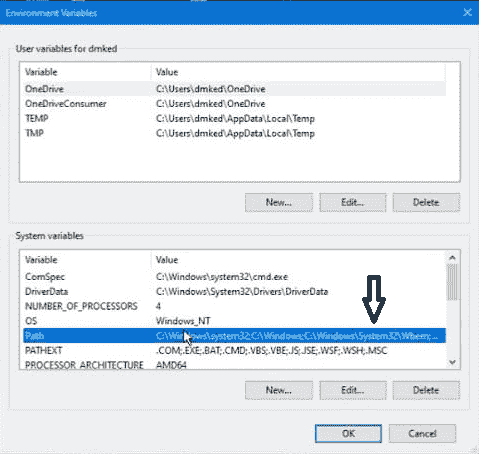 Environment Variables
User variables for dmked
Variable Value
OneDrive C:\Users\dmked\OneDrive
OneDriveConsumer C:\Users\dmked\OneDrive
TEMP C:\Users\dmked\AppData\Local\Temp
TMP C:\Users\dmked\AppData\Local\Temp
New... Edit... Delete
System variables
Variable Value
ComSpec C:\Windows\system32\cmd.exe
DriverData C:\Windows\System32\Drivers\DriverData
NUMBER_OF_PROCESSORS 4
OS Windows_NT
Path C:\Windows\system32;C:\Windows;C:\Windows\System32\Wbem;...
PATHEXT .COM;.EXE;.BAT;.CMD;.VBS;.VBE;.JS;.JSE;.WSF;.WSH;.MSC
PROCESSOR_ARCHITECTURE AMD64
New... Edit... Delete
OK Cancel